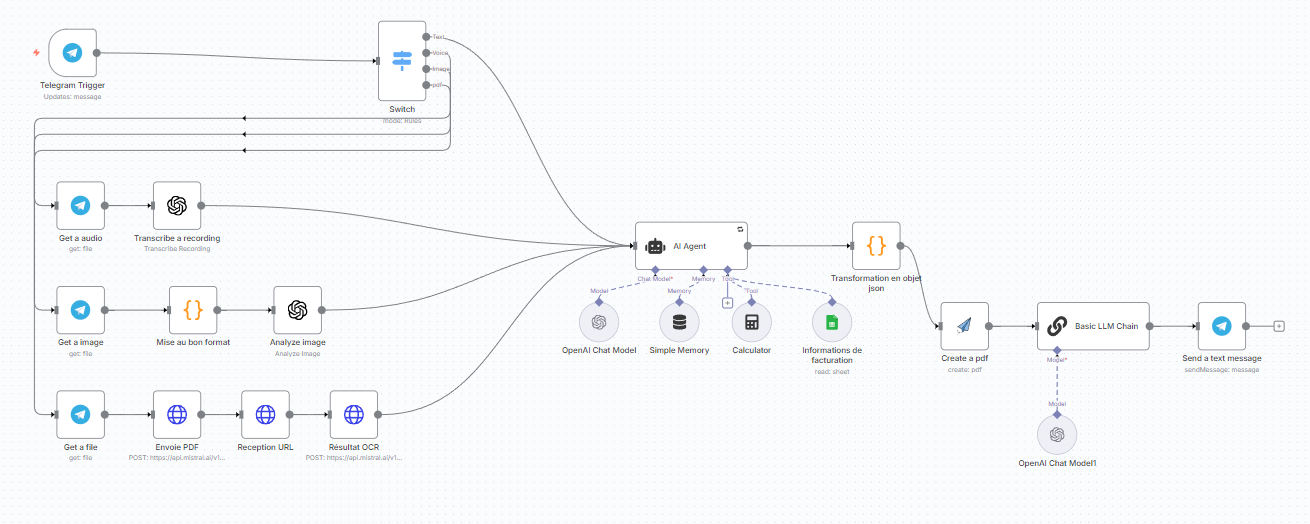 Text
Voice
Image
pdf
Telegram Trigger
Updates: message
Switch
mode: Rules
Get a audio
get: file
Transcribe a recording
Transcribe Recording
AI Agent
Chat Model*
Memory
Tool
Transformation en objet
json
Model
Memory
Tool
OpenAI Chat Model
Simple Memory
Calculator
Informations de
facturation
read: sheet
Get a image
get: file
Mise au bon format
Analyze image
Analyze Image
Create a pdf
create: pdf
Basic LLM Chain
Model*
Send a text message
sendMessage: message
Model
OpenAI Chat Model1
Get a file
get: file
Envoie PDF
POST: https://api.mistral.ai/v1...
Reception URL
Résultat OCR
POST: https://api.mistral.ai/v1...